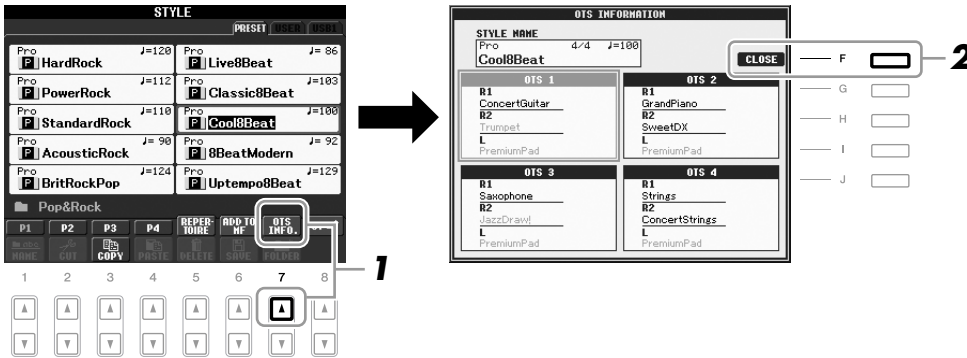 STYLE
PRESET USER USB1
Pro ♩=120
P HardRock
Pro ♩= 86
P Live8Beat
Pro ♩=112
P PowerRock
Pro ♩=103
P Classic8Beat
Pro ♩=110
P StandardRock
Pro ♩=100
P Cool8Beat
Pro ♩= 90
P AcousticRock
Pro ♩= 92
P 8BeatModern
Pro ♩=124
P BritRockPop
Pro ♩=129
P Uptempo8Beat
Pop&Rock
P1 P2 P3 P4 REPER-TOIRE ADD TO MF OTS INFO.
NAME CUT COPY PASTE DELETE SAVE FOLDER
1 2 3 4 5 6 7 8
1
OTS INFORMATION
STYLE NAME
Pro 4/4 ♩=100
Cool8Beat
CLOSE
OTS 1
R1
ConcertGuitar
R2
Trumpet
L
PremiumPad
OTS 2
R1
GrandPiano
R2
SweetDX
L
PremiumPad
OTS 3
R1
Saxophone
R2
JazzDraw!
L
PremiumPad
OTS 4
R1
Strings
R2
ConcertStrings
L
PremiumPad
F
G
H
I
J
2